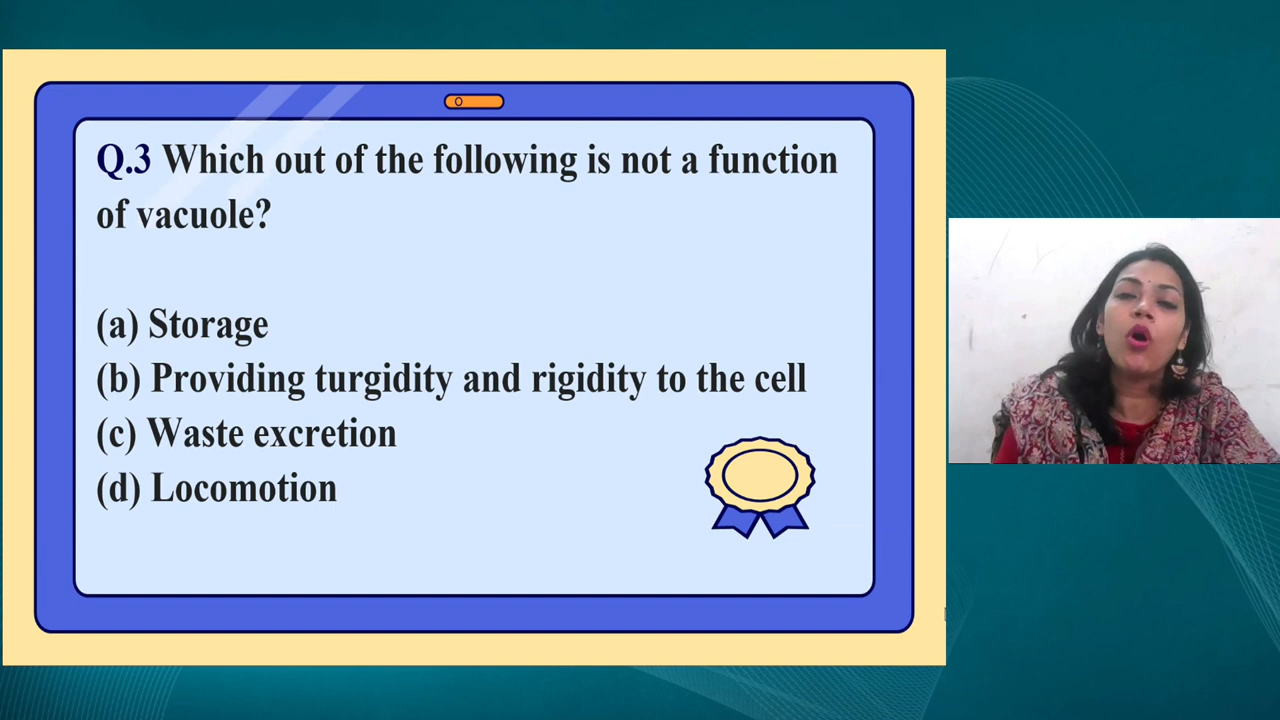 Q.3 Which out of the following is not a function
of vacuole?
(a) Storage
(b) Providing turgidity and rigidity to the cell
(c) Waste excretion
(d) Locomotion